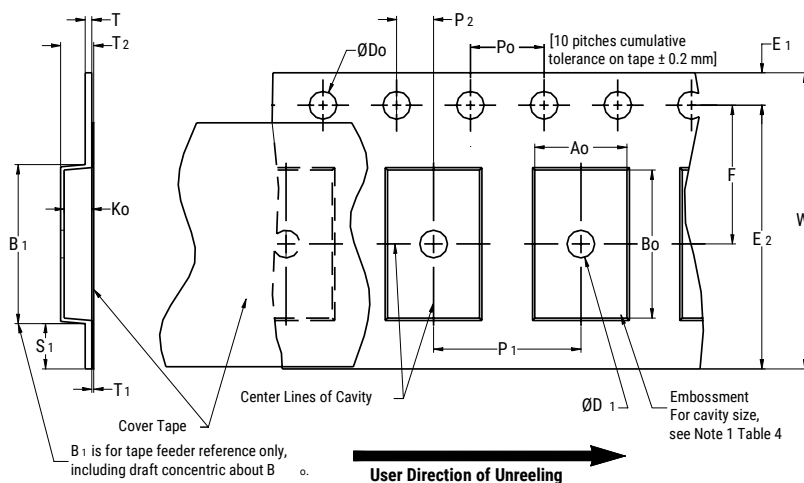 T
T2
P2
ØDo
Po
[10 pitches cumulative
tolerance on tape ± 0.2 mm]
E1
Ao
F
W
Ko
B1
Bo
E2
S1
P1
T1
Center Lines of Cavity
ØD 1
Embossment
For cavity size,
see Note 1 Table 4
Cover Tape
B1 is for tape feeder reference only,
including draft concentric about B o.
User Direction of Unreeling